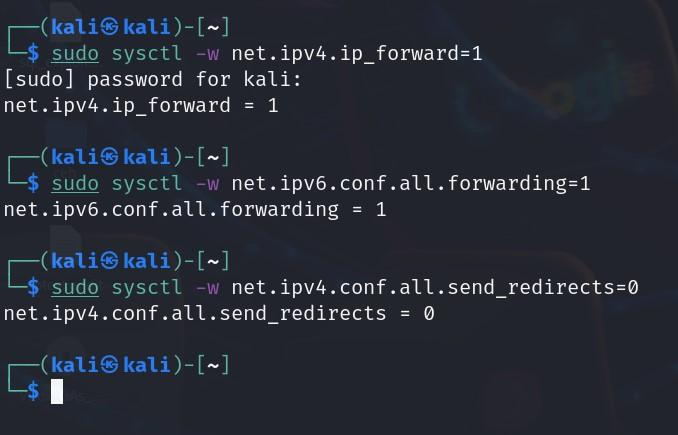 ┌──(kali㉿kali)-[~]
└─$ sudo sysctl -w net.ipv4.ip_forward=1
[sudo] password for kali:
net.ipv4.ip_forward = 1
┌──(kali㉿kali)-[~]
└─$ sudo sysctl -w net.ipv6.conf.all.forwarding=1
net.ipv6.conf.all.forwarding = 1
┌──(kali㉿kali)-[~]
└─$ sudo sysctl -w net.ipv4.conf.all.send_redirects=0
net.ipv4.conf.all.send_redirects = 0
┌──(kali㉿kali)-[~]
└─$